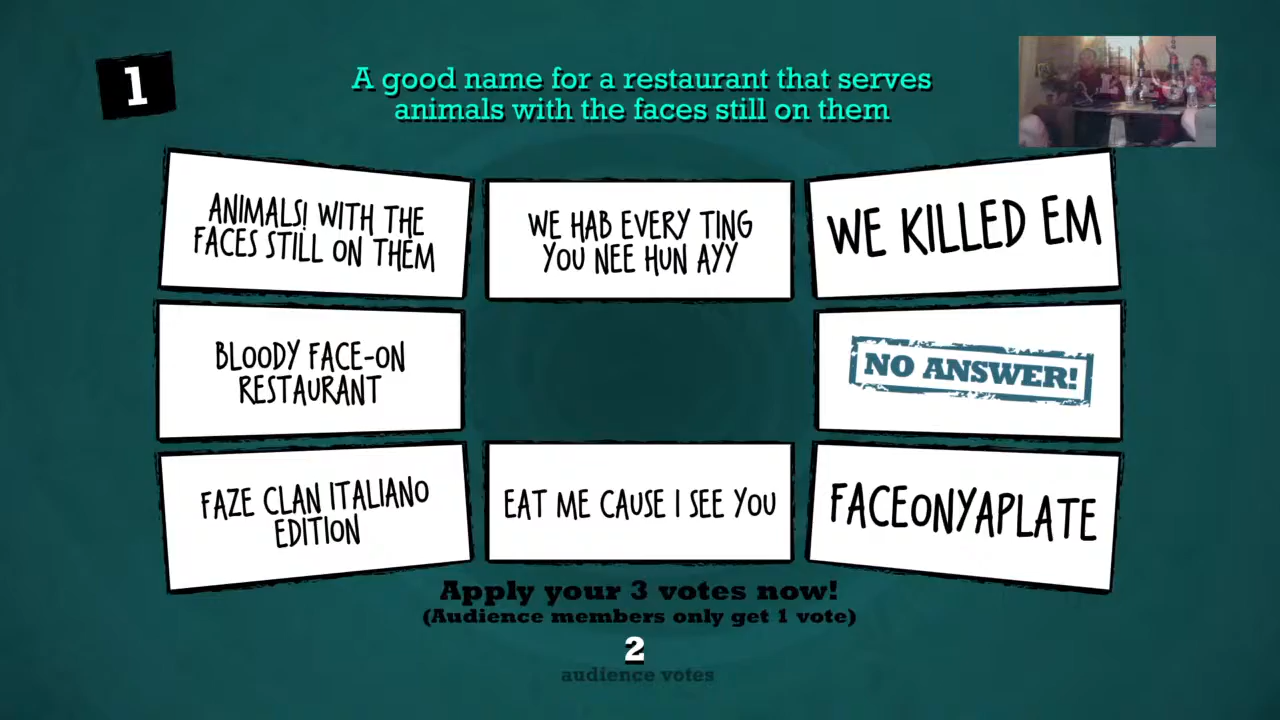 1
A good name for a restaurant that serves
animals with the faces still on them
ANIMALS! WITH THE
FACES STILL ON THEM
WE HAB EVERY TING
YOU NEE HUN AYY
WE KILLED EM
BLOODY FACE-ON
RESTAURANT
NO ANSWER!
FAZE CLAN ITALIANO
EDITION
EAT ME CAUSE I SEE YOU
FACEONYAPLATE
Apply your 3 votes now!
(Audience members only get 1 vote)
2
audience votes